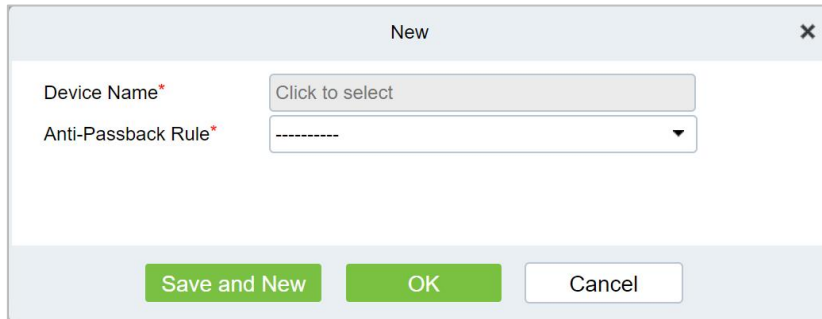 New
Device Name* Click to select
Anti-Passback Rule* ----------
Save and New OK Cancel